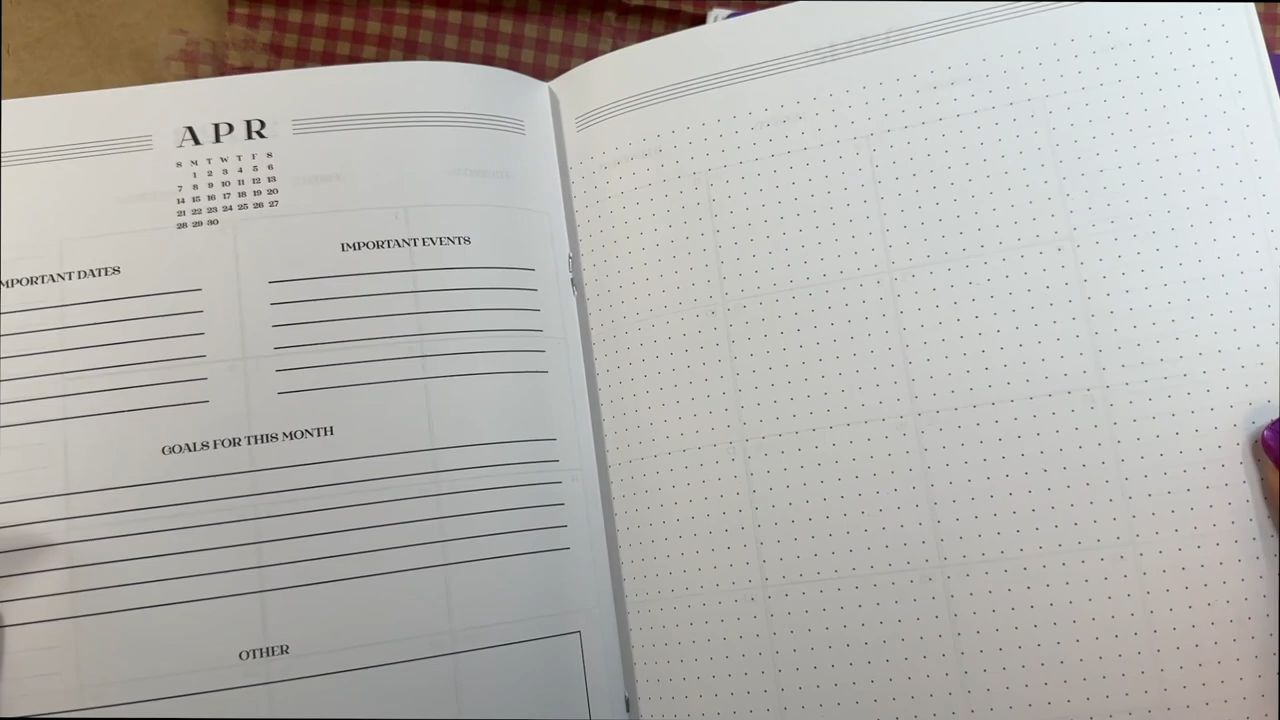 APR
S M T W T F S
1 2 3 4 5 6
7 8 9 10 11 12 13
14 15 16 17 18 19 20
21 22 23 24 25 26 27
28 29 30
IMPORTANT EVENTS
MPORTANT DATES
GOALS FOR THIS MONTH
OTHER